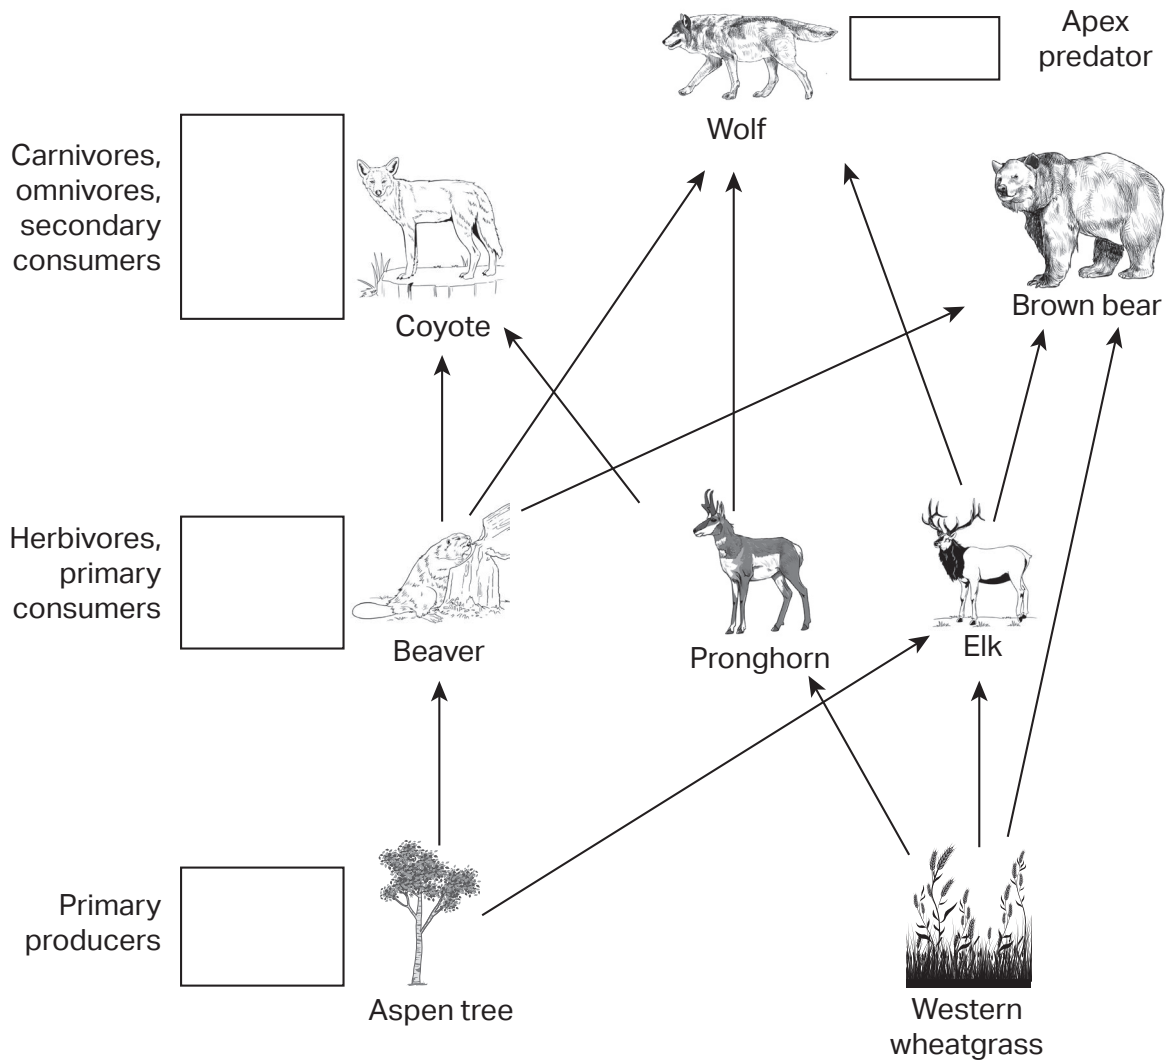 Apex
predator
Wolf
Carnivores,
omnivores,
secondary
consumers
Coyote
Brown bear
Herbivores,
primary
consumers
Beaver
Pronghorn
Elk
Primary
producers
Aspen tree
Western
wheatgrass